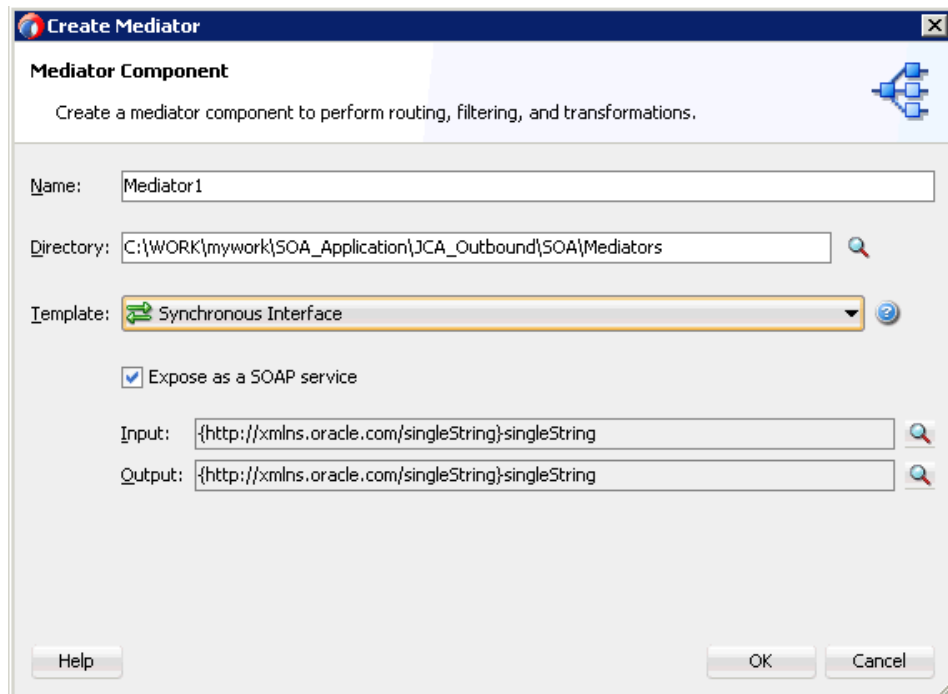 Create Mediator
Mediator Component
Create a mediator component to perform routing, filtering, and transformations.
Name: Mediator1
Directory: C:\WORK\mywork\SOA_Application\JCA_Outbound\SOA\Mediators
Template: Synchronous Interface
Expose as a SOAP service
Input: {http://xmlns.oracle.com/singleString}singleString
Output: {http://xmlns.oracle.com/singleString}singleString
Help OK Cancel